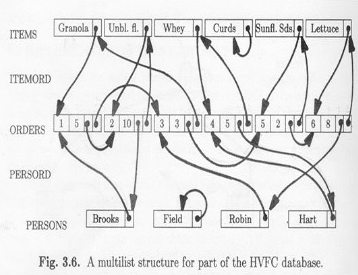 ITEMS
Granola Unbl. fl. Whey Curds Sunfl. Sds. Lettuce
ITEMORD
ORDERS
1 5 2 10 3 3 4 5 5 2 6 8
PERSORD
PERSONS
Brooks Field Robin Hart
Fig. 3.6. A multilist structure for part of the HVFC database.